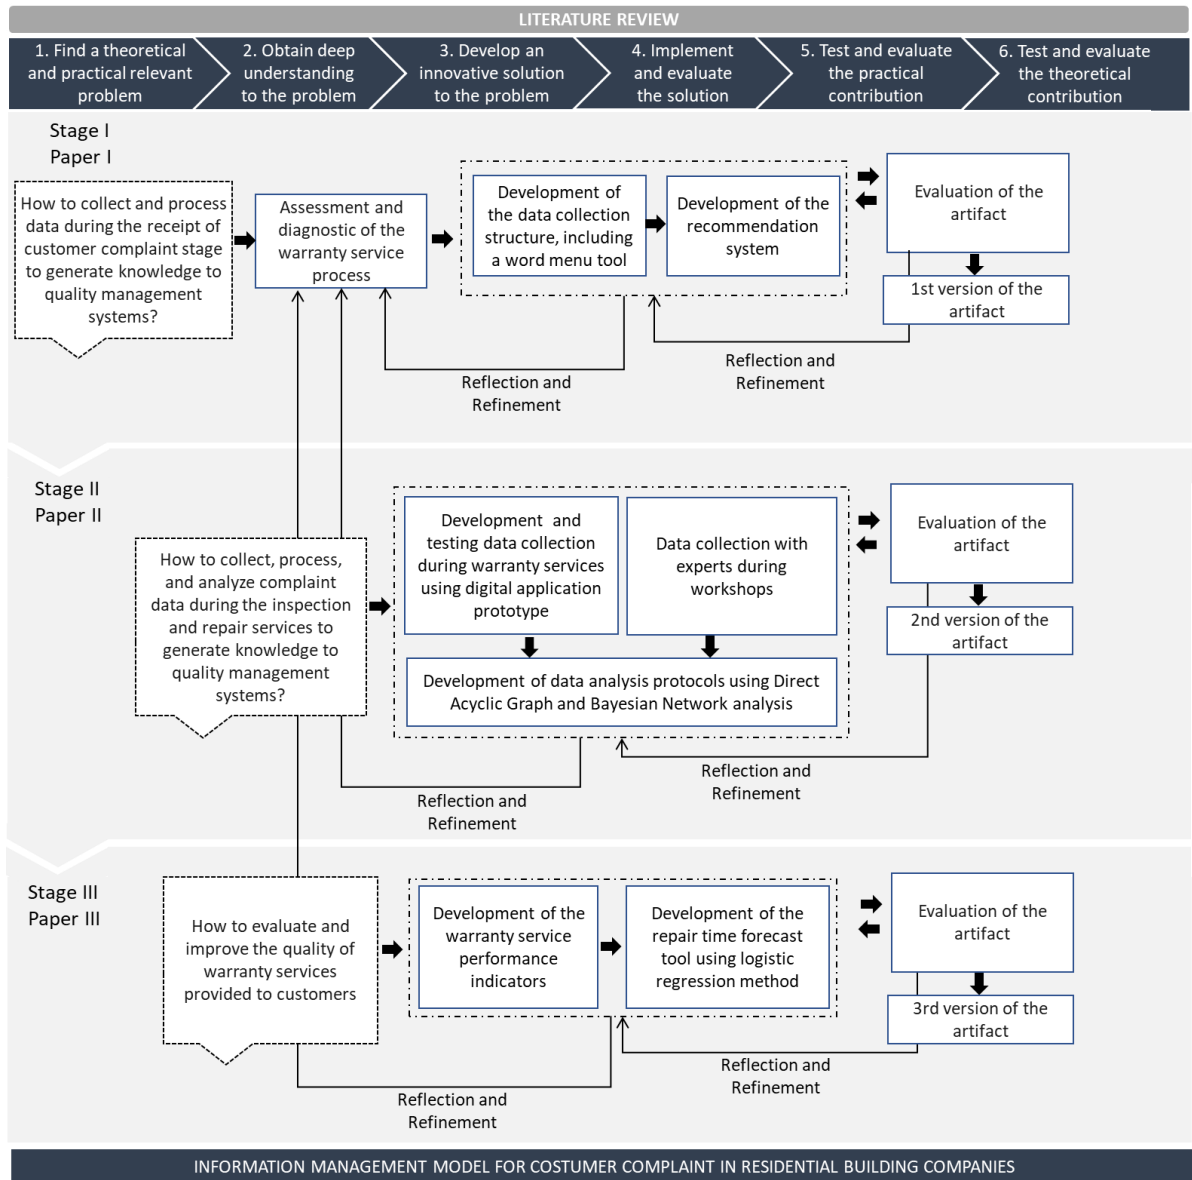 LITERATURE REVIEW
1. Find a theoretical
and practical relevant
problem
2. Obtain deep
understanding
to the problem
3. Develop an
innovative solution
to the problem
4. Implement
and evaluate
the solution
5. Test and evaluate
the practical
contribution
6. Test and evaluate
the theoretical
contribution
Stage I
Paper I
How to collect and process
data during the receipt of
customer complaint stage
to generate knowledge to
quality management
systems?
Assessment and
diagnostic of the
warranty service
process
Development of
the data collection
structure, including
a word menu tool
Development of the
recommendation
system
Evaluation of the
artifact
1st version of the
artifact
Reflection and
Refinement
Reflection and
Refinement
Stage II
Paper II
How to collect, process,
and analyze complaint
data during the inspection
and repair services to
generate knowledge to
quality management
systems?
Development and
testing data collection
during warranty services
using digital application
prototype
Data collection with
experts during
workshops
Development of data analysis protocols using Direct
Acyclic Graph and Bayesian Network analysis
Evaluation of the
artifact
2nd version of the
artifact
Reflection and
Refinement
Reflection and
Refinement
Stage III
Paper III
How to evaluate and
improve the quality of
warranty services
provided to customers
Development of the
warranty service
performance
indicators
Development of the
repair time forecast
tool using logistic
regression method
Evaluation of the
artifact
3rd version of the
artifact
Reflection and
Refinement
Reflection and
Refinement
INFORMATION MANAGEMENT MODEL FOR COSTUMER COMPLAINT IN RESIDENTIAL BUILDING COMPANIES